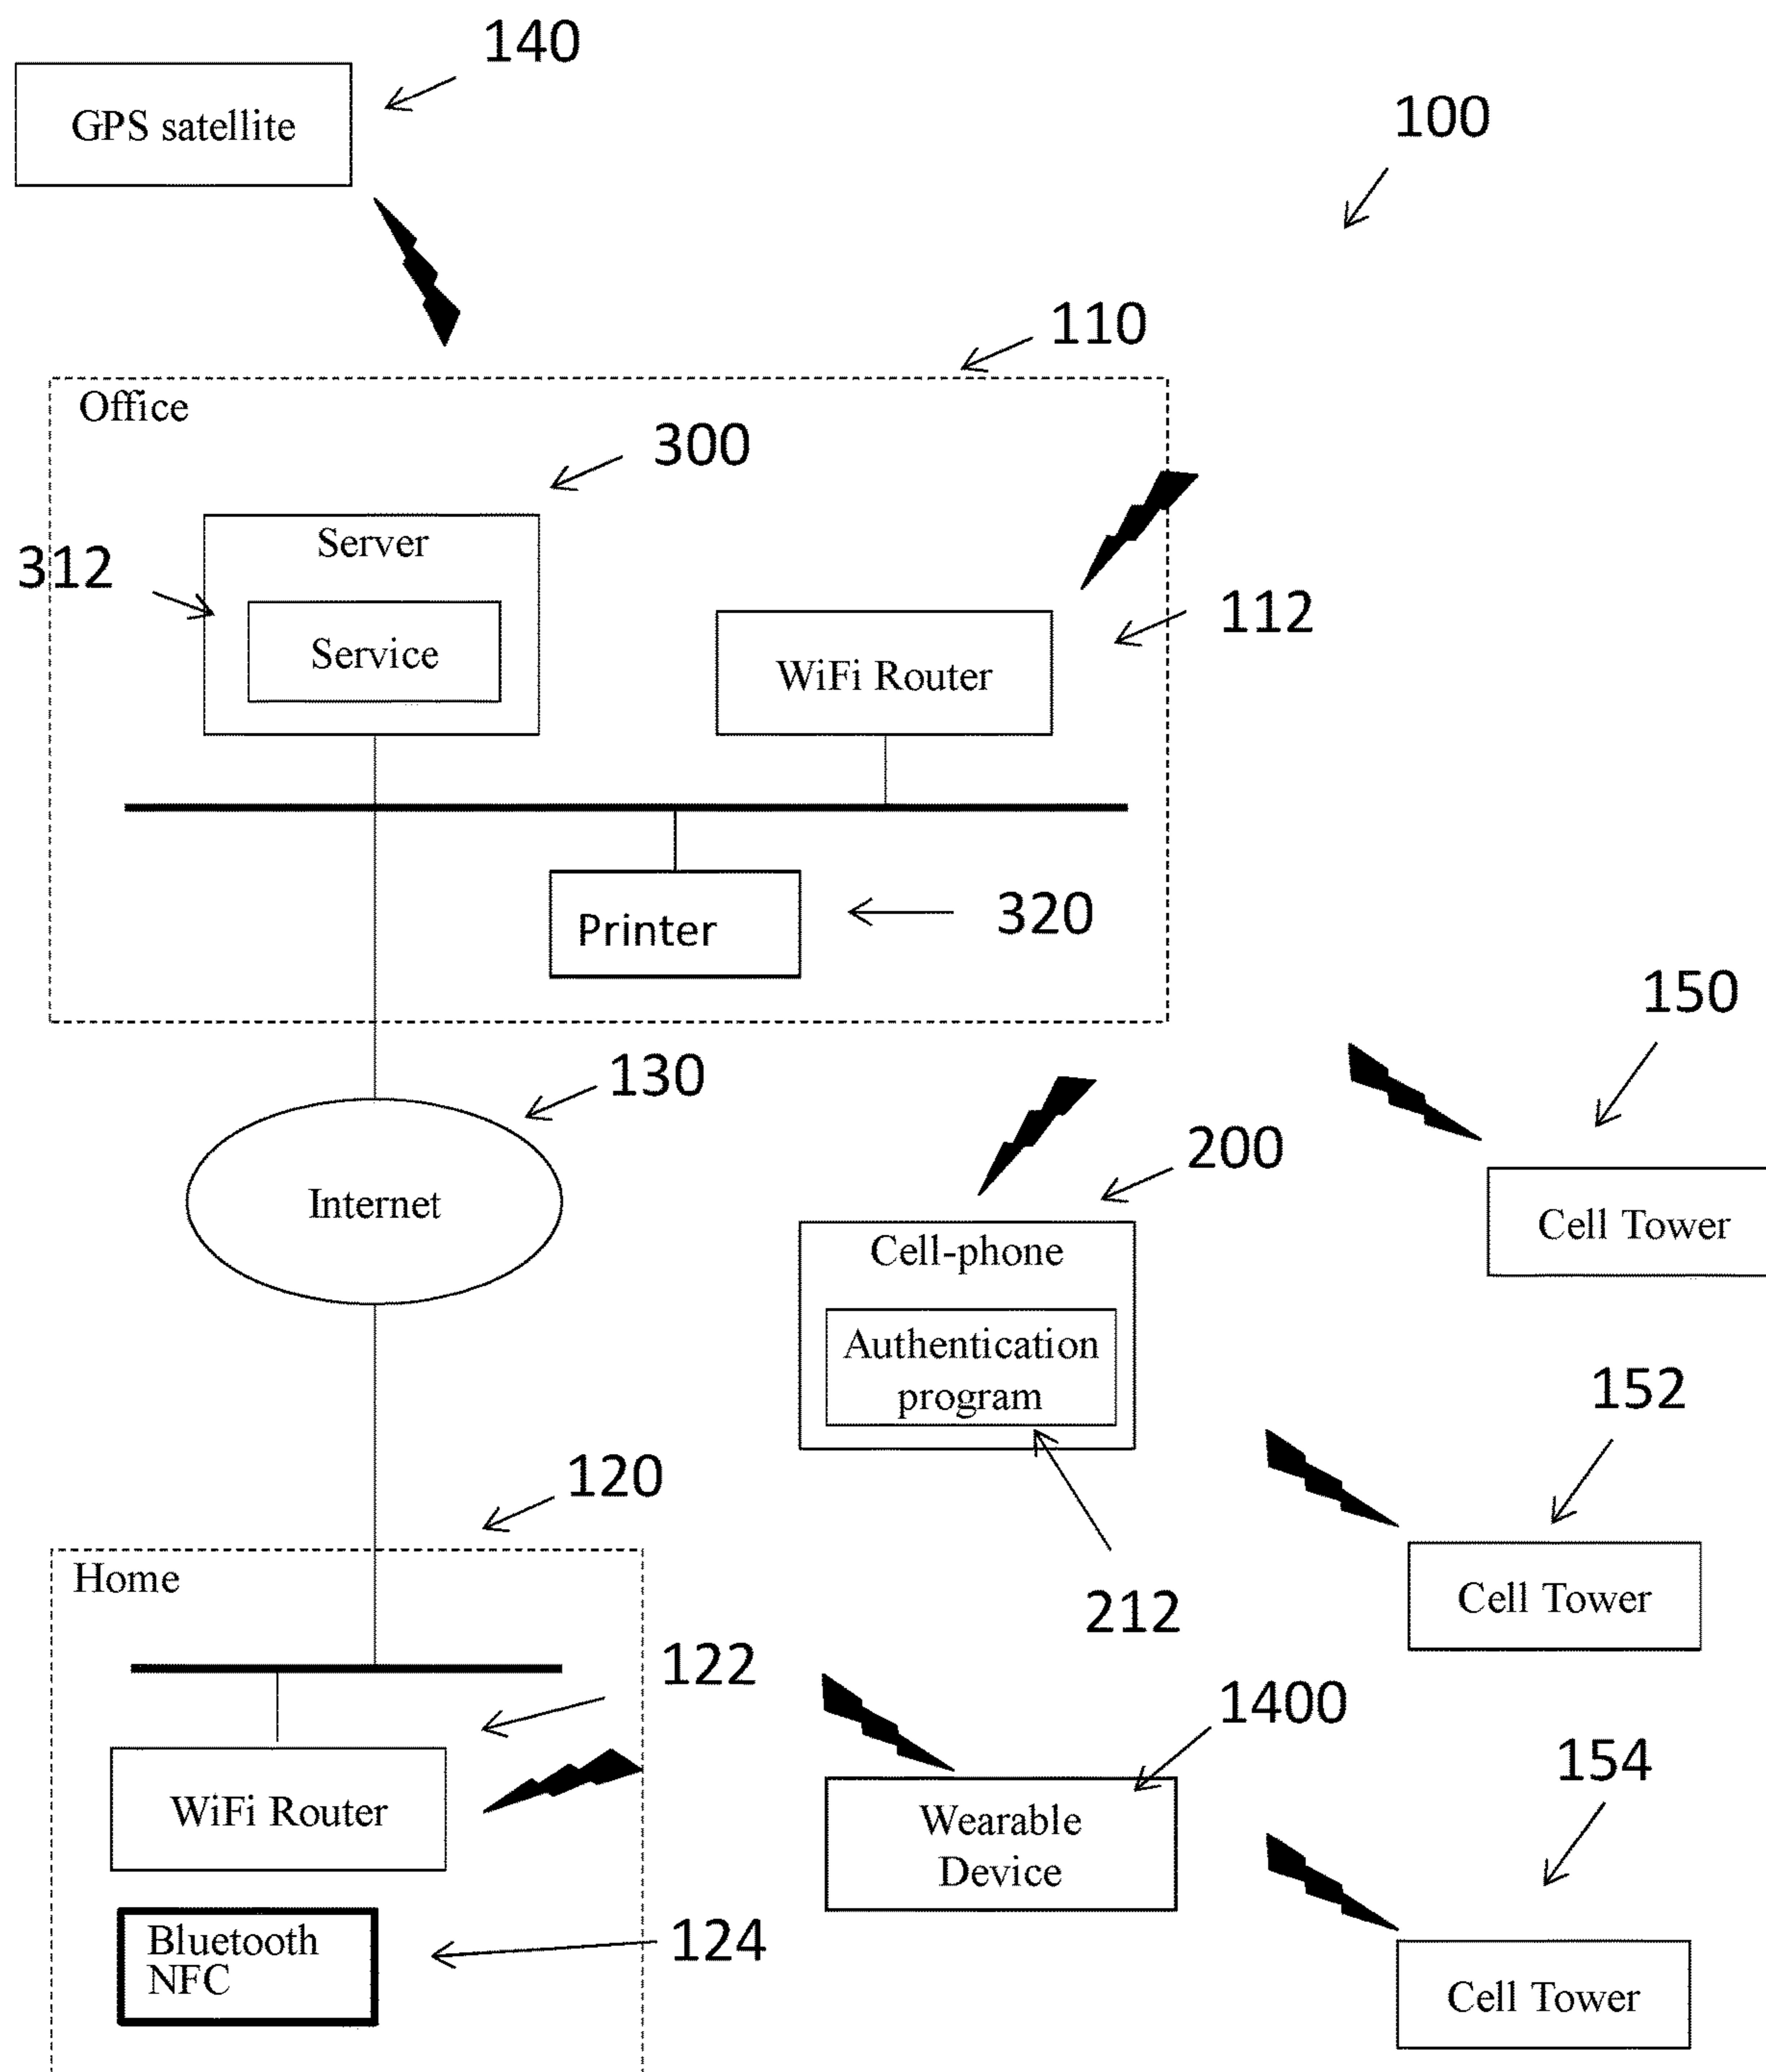 140
GPS satellite
100
110
Office
300
Server
312
Service
112
WiFi Router
Printer
320
150
130
200
Internet
Cell Tower
Cell-phone
Authentication
program
152
120
Home
Cell Tower
212
122
1400
154
WiFi Router
Wearable
Device
Bluetooth
NFC
124
Cell Tower